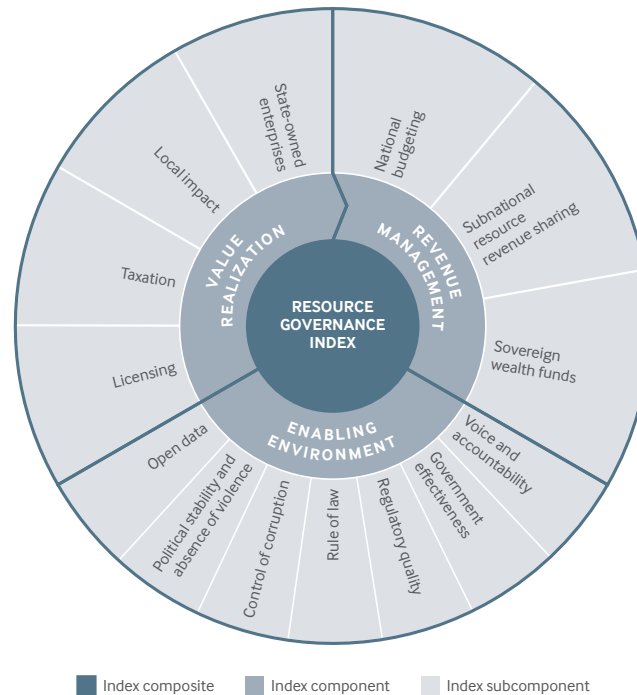 State-owned
enterprises
National
budgeting
Local impact
Subnational
resource
revenue sharing
VALUE
REALIZATION
REVENUE
MANAGEMENT
Taxation
RESOURCE
GOVERNANCE
INDEX
Sovereign
wealth funds
Licensing
ENABLING
ENVIRONMENT
Open data
Political stability and
absence of violence
Control of corruption
Rule of law
Regulatory quality
Government
effectiveness
Voice and
accountability
Index composite
Index component
Index subcomponent